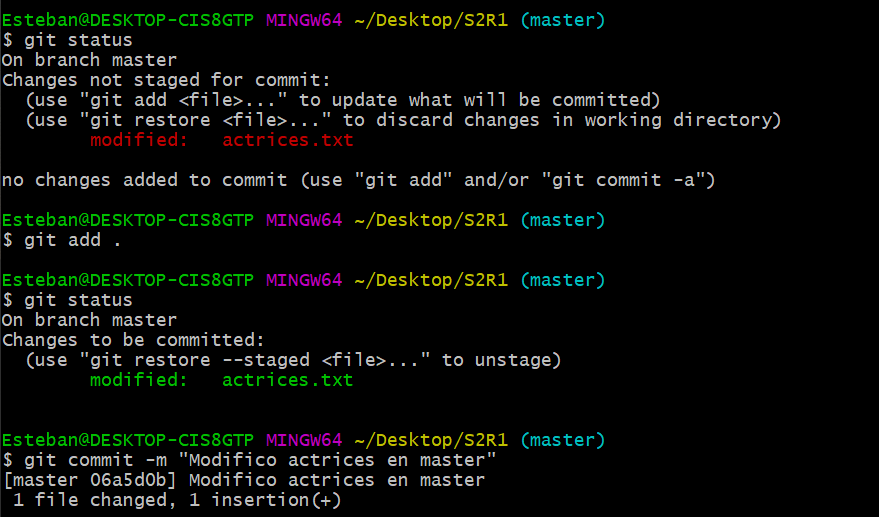 Esteban@DESKTOP-CIS8GTP MINGW64 ~/Desktop/S2R1 (master)
$ git status
On branch master
Changes not staged for commit:
  (use "git add <file>..." to update what will be committed)
  (use "git restore <file>..." to discard changes in working directory)
        modified:   actrices.txt

no changes added to commit (use "git add" and/or "git commit -a")

Esteban@DESKTOP-CIS8GTP MINGW64 ~/Desktop/S2R1 (master)
$ git add .

Esteban@DESKTOP-CIS8GTP MINGW64 ~/Desktop/S2R1 (master)
$ git status
On branch master
Changes to be committed:
  (use "git restore --staged <file>..." to unstage)
        modified:   actrices.txt

Esteban@DESKTOP-CIS8GTP MINGW64 ~/Desktop/S2R1 (master)
$ git commit -m "Modifico actrices en master"
[master 06a5d0b] Modifico actrices en master
 1 file changed, 1 insertion(+)